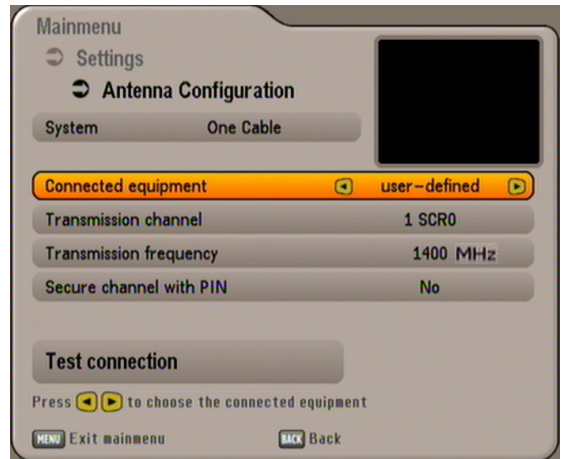 Mainmenu
Settings
Antenna Configuration
System One Cable
Connected equipment user-defined
Transmission channel 1 SCR0
Transmission frequency 1400 MHz
Secure channel with PIN No
Test connection
Press to choose the connected equipment
MENU Exit mainmenu BACK Back